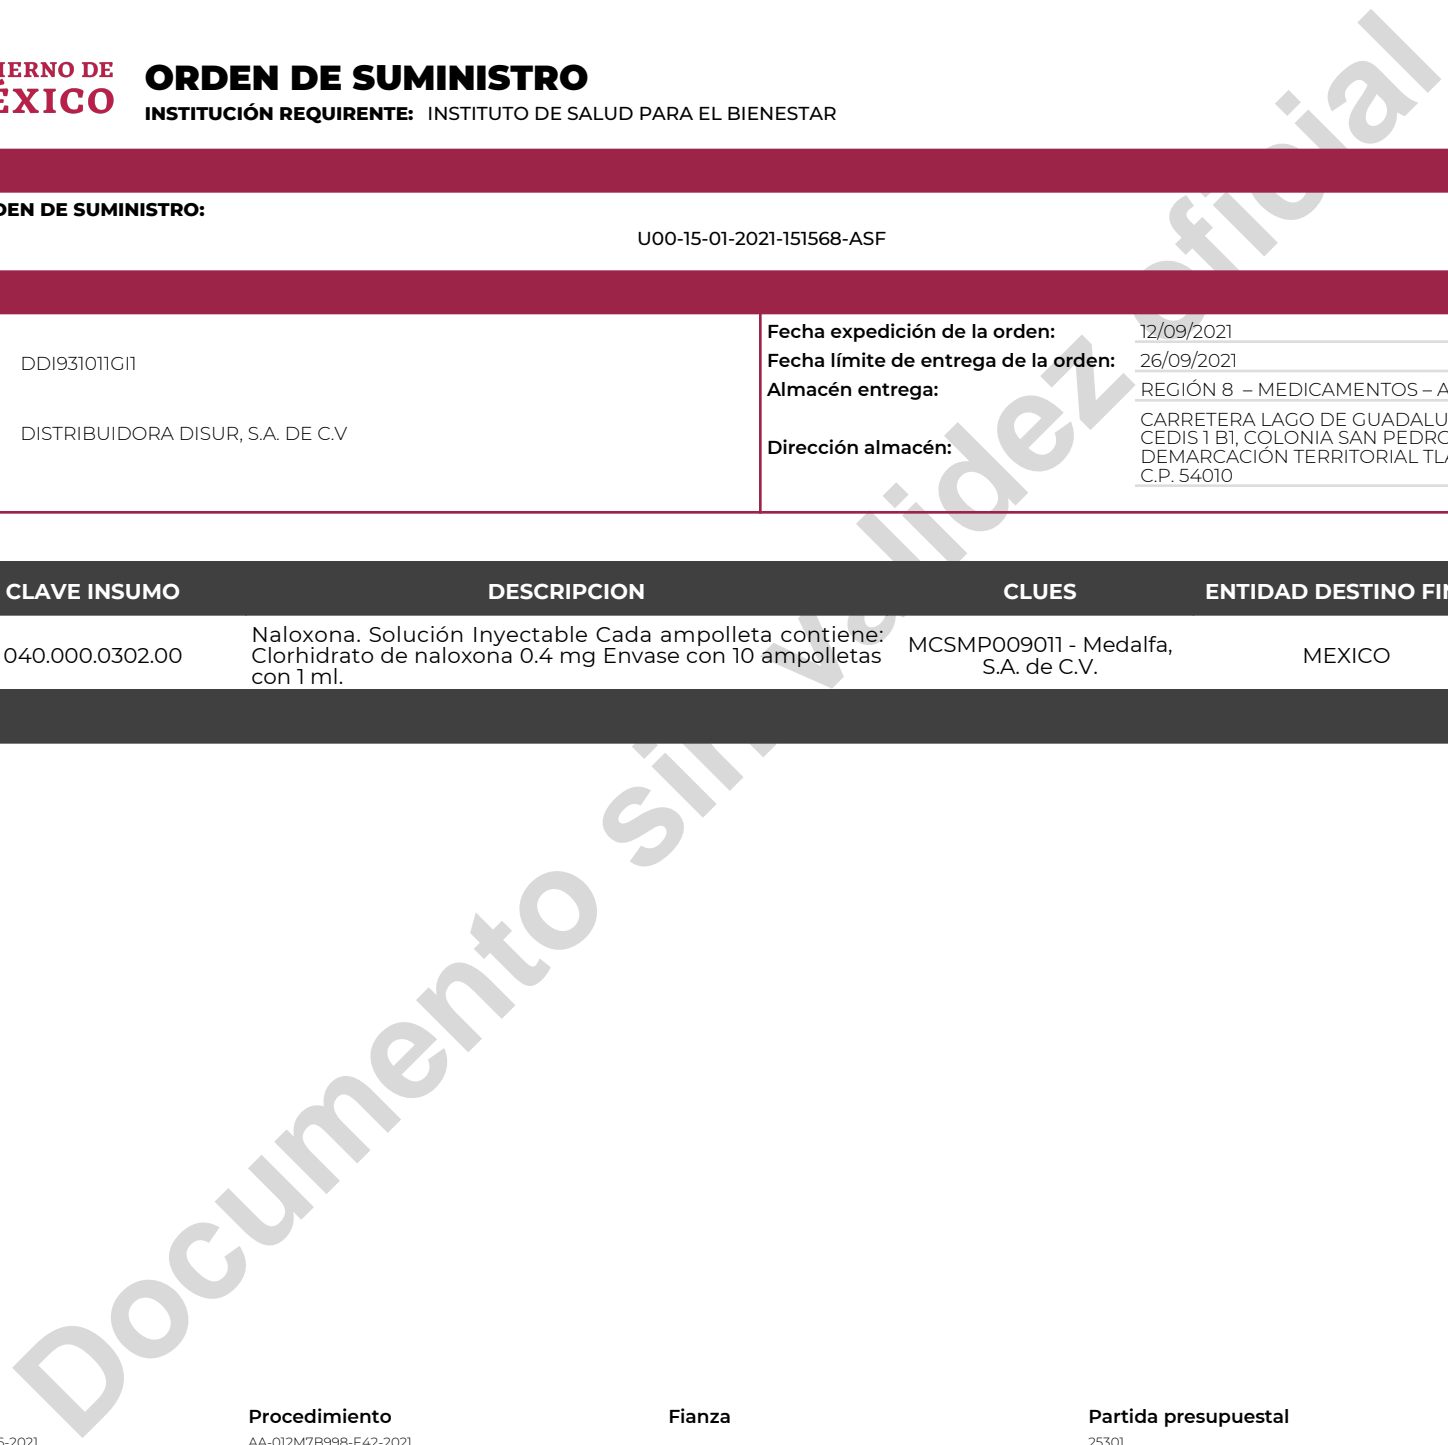 ORDEN DE SUMINISTRO
INSTITUCIÓN REQUIRENTE: INSTITUTO DE SALUD PARA EL BIENESTAR
IERNO DE
ÉXICO
DEN DE SUMINISTRO:
U00-15-01-2021-151568-ASF
DDI931011GI1
DISTRIBUIDORA DISUR, S.A. DE C.V
Fecha expedición de la orden: 12/09/2021
Fecha límite de entrega de la orden: 26/09/2021
Almacén entrega: REGIÓN 8 – MEDICAMENTOS – A
Dirección almacén:
CARRETERA LAGO DE GUADALU
CEDIS 1 B1, COLONIA SAN PEDRO
DEMARCACIÓN TERRITORIAL TLA
C.P. 54010
CLAVE INSUMO DESCRIPCION CLUES ENTIDAD DESTINO FIN
040.000.0302.00
Naloxona. Solución Inyectable Cada ampolleta contiene:
Clorhidrato de naloxona 0.4 mg Envase con 10 ampolletas
con 1 ml.
MCSMP009011 - Medalfa,
S.A. de C.V.
MEXICO
Documento sin validez oficial
Procedimiento Fianza Partida presupuestal
5-2021 AA-012M7B998-E42-2021 25301